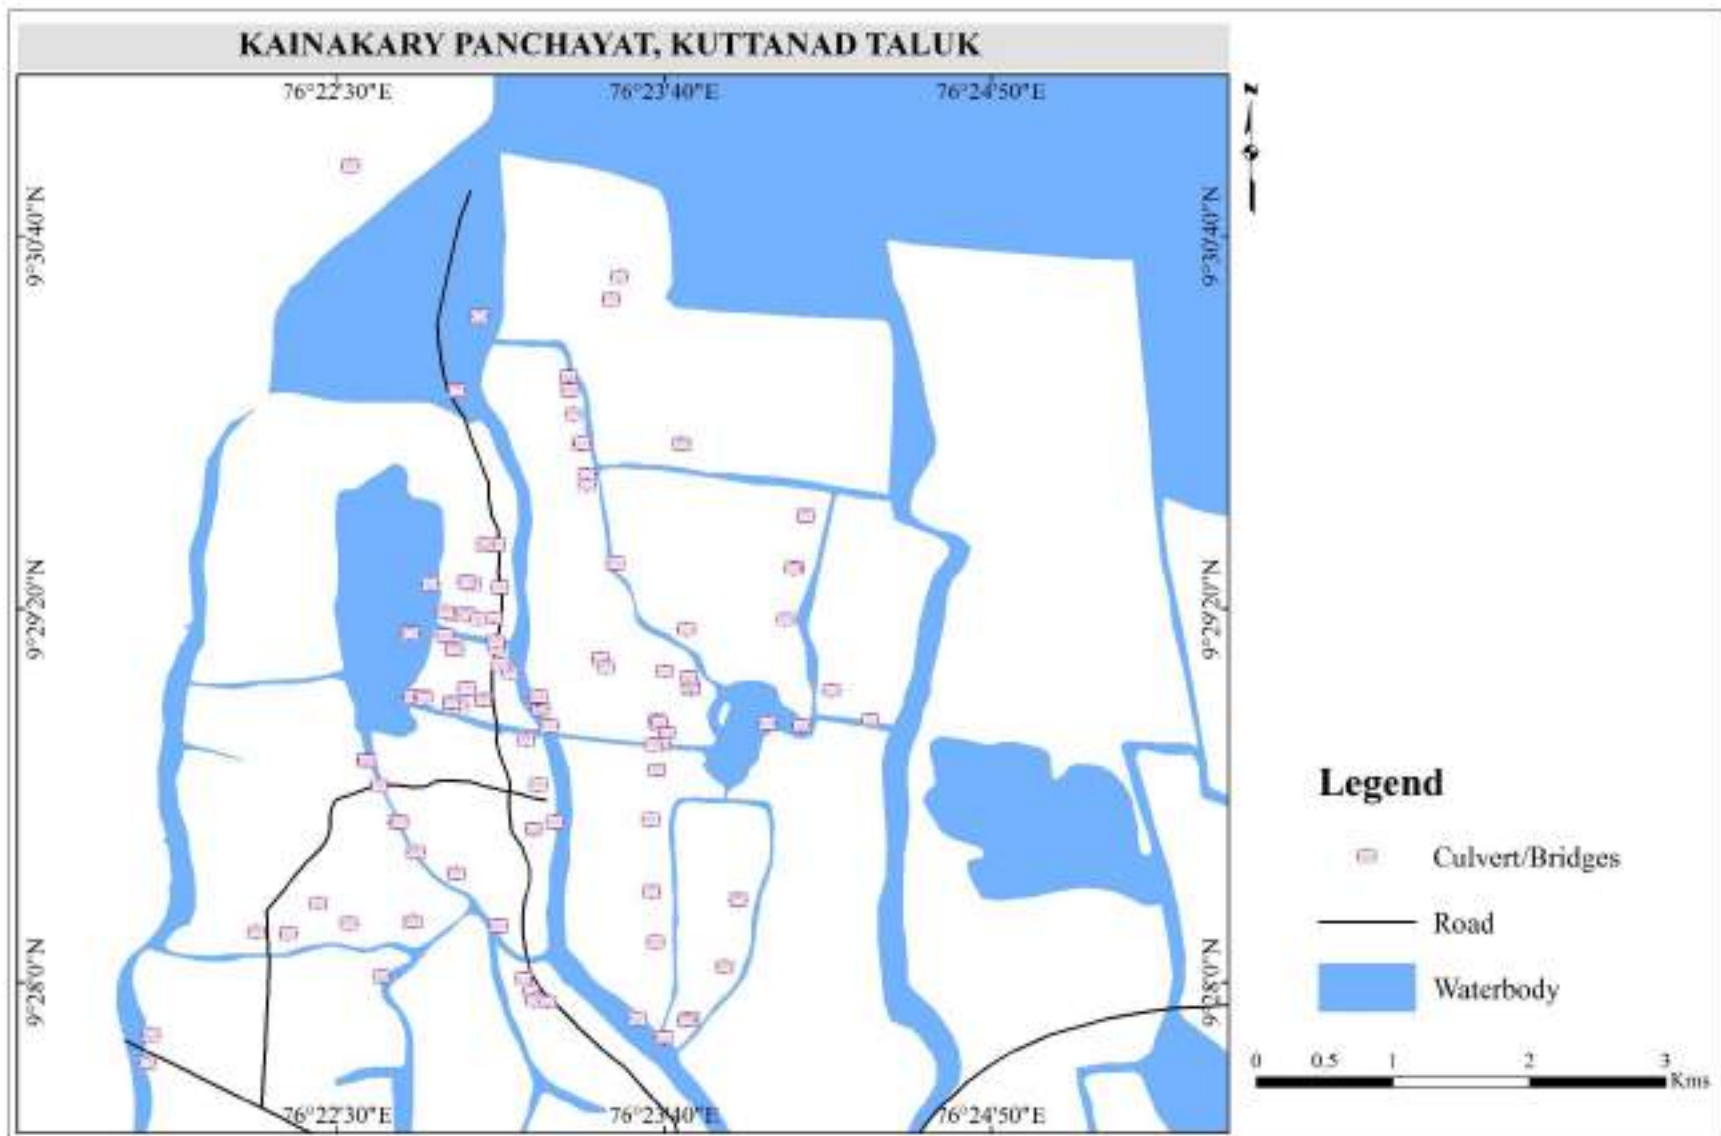 KAINAKARY PANCHAYAT, KUTTANAD TALUK
76°22'30"E 76°23'40"E 76°24'50"E
N
9°30'40"N 9°30'40"N
9°29'20"N 9°29'20"N
9°28'0"N 9°28'0"N
76°22'30"E 76°23'40"E 76°24'50"E
Legend
Culvert/Bridges
Road
Waterbody
0 0.5 1 2 3
Kms